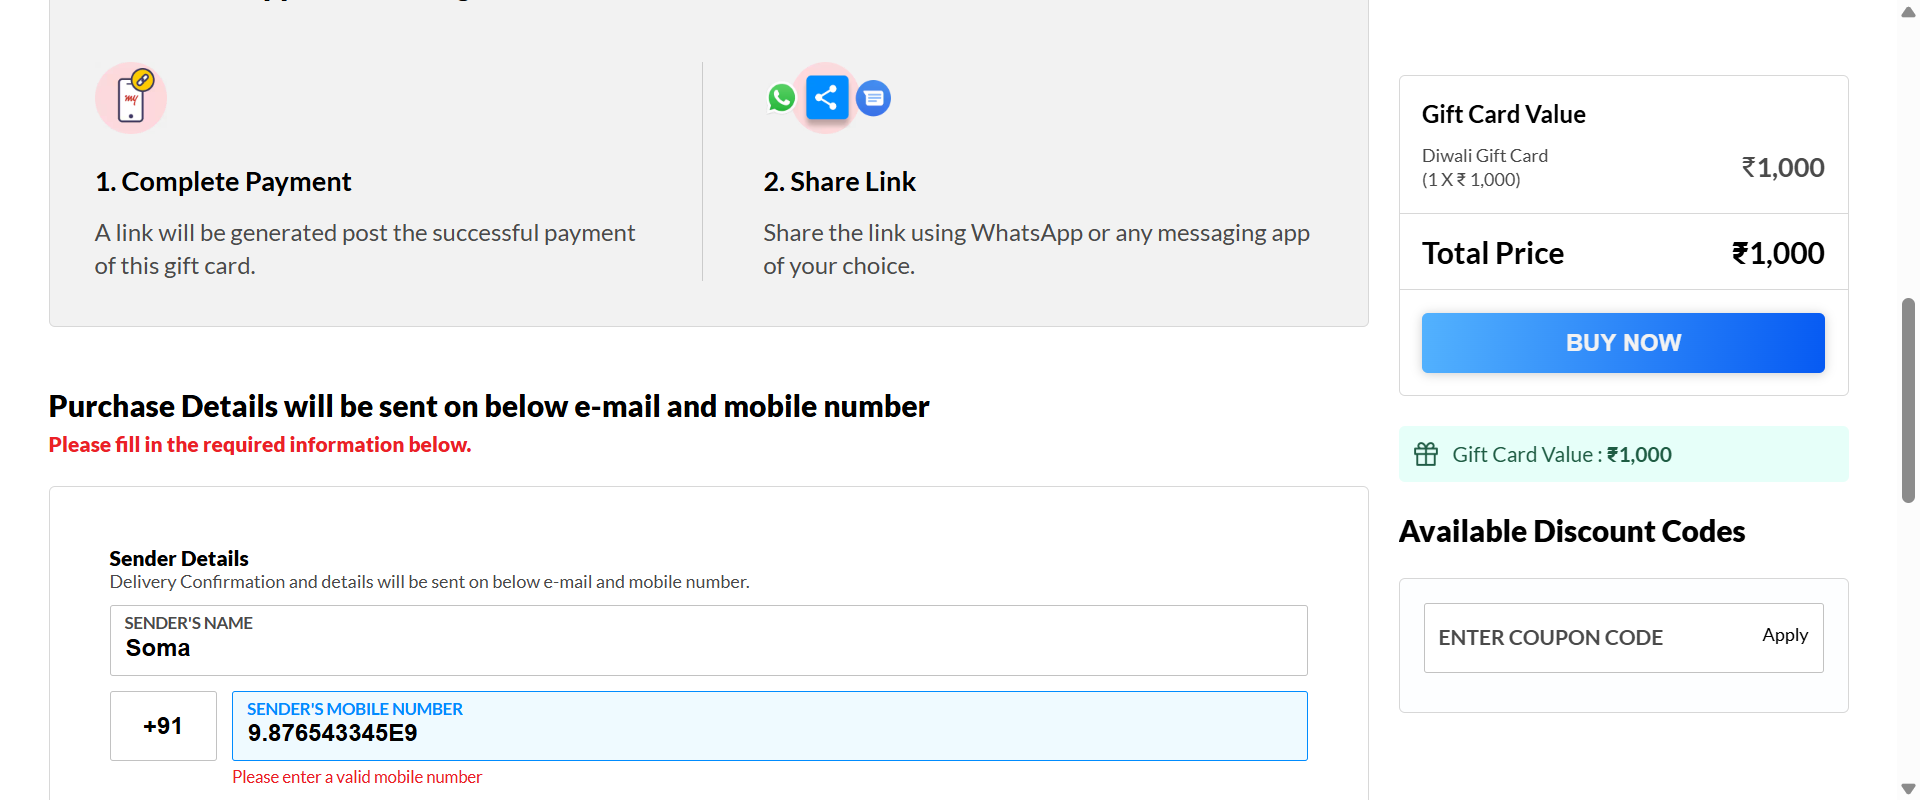 my
1. Complete Payment
A link will be generated post the successful payment
of this gift card.
2. Share Link
Share the link using WhatsApp or any messaging app
of your choice.
Purchase Details will be sent on below e-mail and mobile number
Please fill in the required information below.
Sender Details
Delivery Confirmation and details will be sent on below e-mail and mobile number.
SENDER'S NAME
Soma
+91
SENDER'S MOBILE NUMBER
9.876543345E9
Please enter a valid mobile number
Gift Card Value
Diwali Gift Card
(1 X ₹ 1,000)
₹1,000
Total Price
₹1,000
BUY NOW
Gift Card Value : ₹1,000
Available Discount Codes
ENTER COUPON CODE
Apply